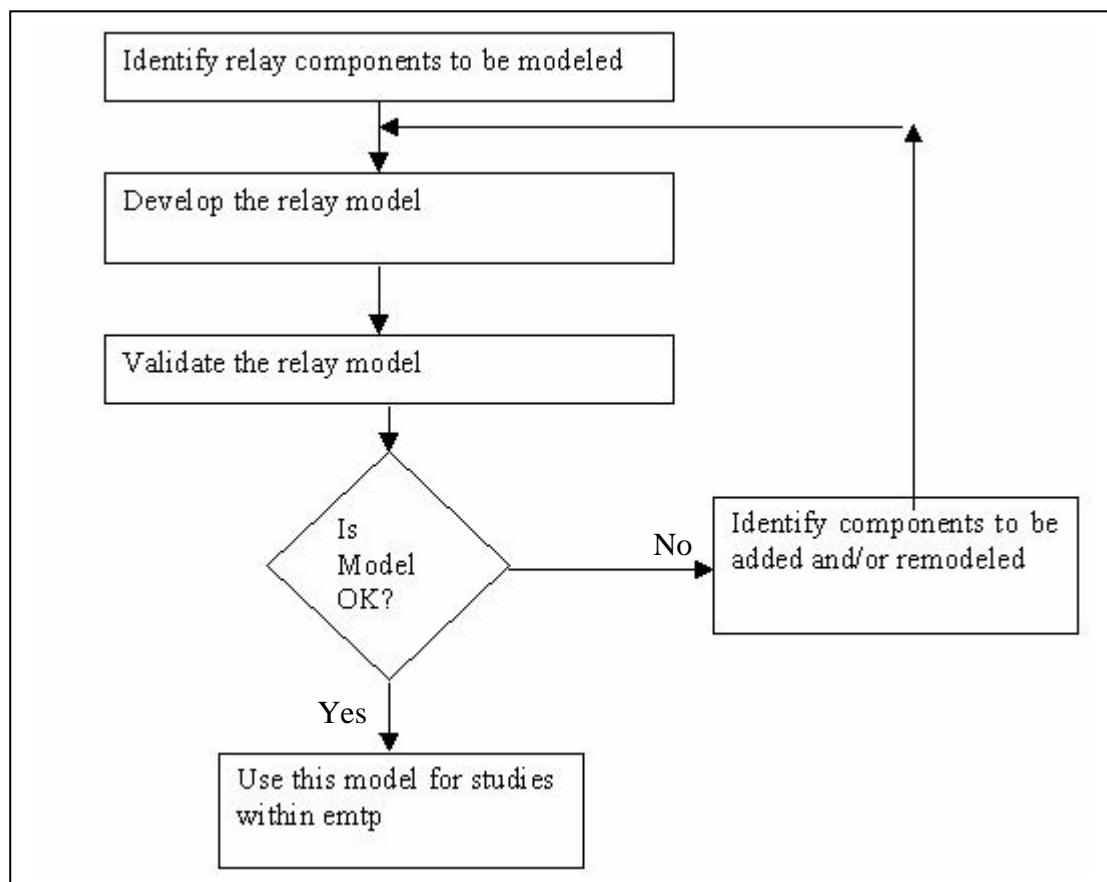 Identify relay components to be modeled
Develop the relay model
Validate the relay model
Is
Model
OK?
No
Identify components to be
added and/or remodeled
Yes
Use this model for studies
within emtp